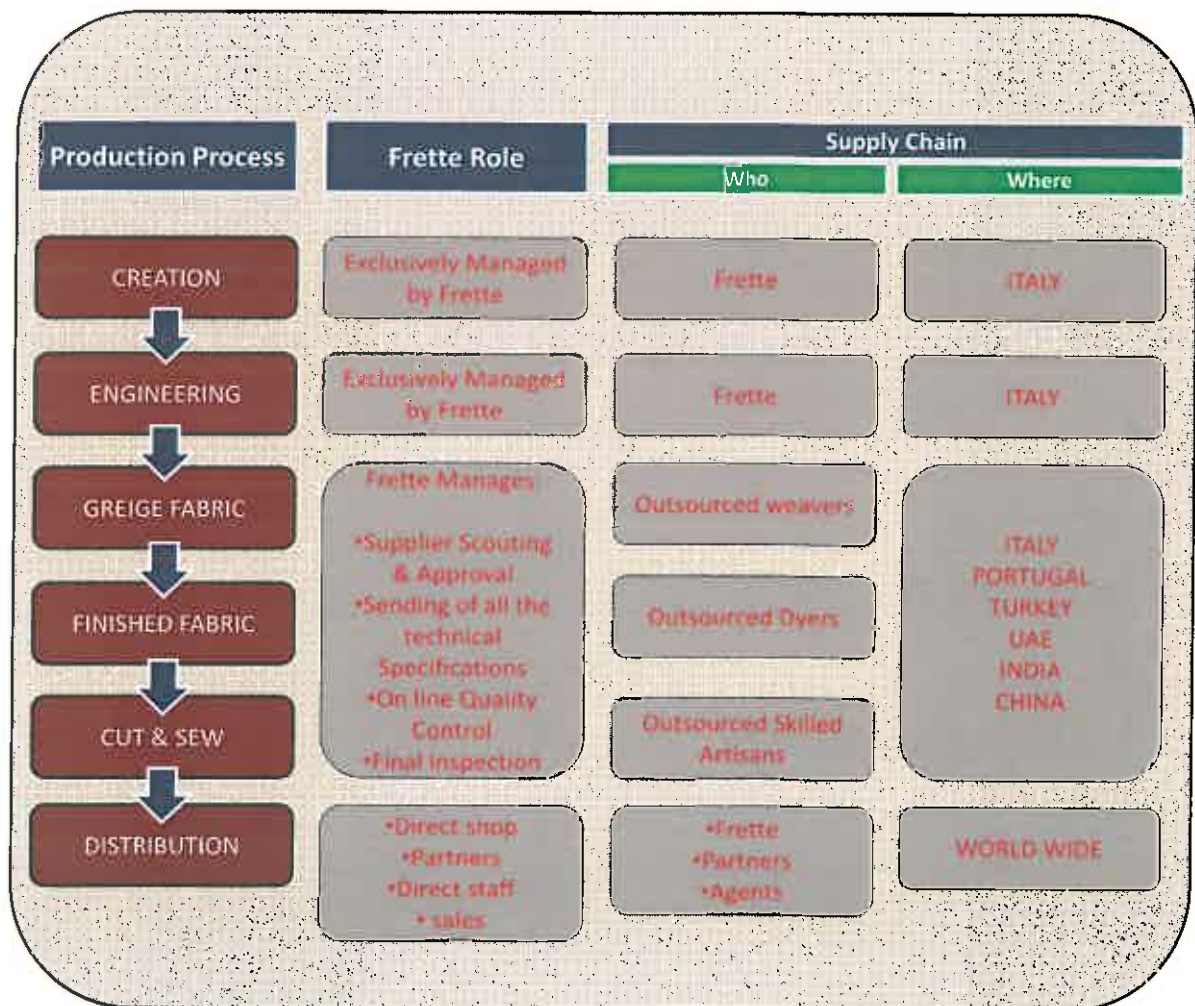 Production Process
Frette Role
Supply Chain
Who
Where
CREATION
Exclusively Managed
by Frette
Frette
ITALY
ENGINEERING
Exclusively Managed
by Frette
Frette
ITALY
GREIGE FABRIC
FINISHED FABRIC
CUT & SEW
Frette Manages
•Supplier Scouting
& Approval
•Sending of all the
technical
Specifications
•On line Quality
Control
•Final Inspection
Outsourced weavers
Outsourced Dyers
Outsourced Skilled
Artisans
ITALY
PORTUGAL
TURKEY
UAE
INDIA
CHINA
DISTRIBUTION
•Direct shop
•Partners
•Direct staff
• sales
•Frette
•Partners
•Agents
WORLD WIDE